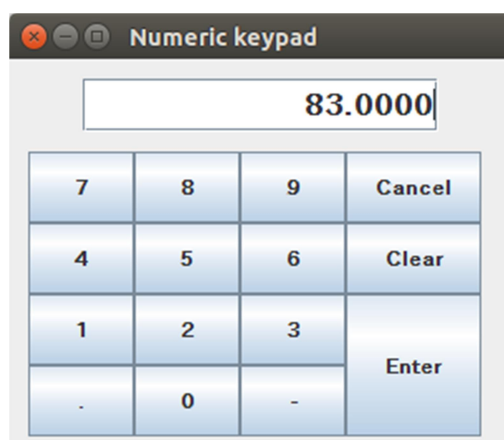 Numeric keypad
83.0000
7 8 9 Cancel
4 5 6 Clear
1 2 3
Enter
. 0 -